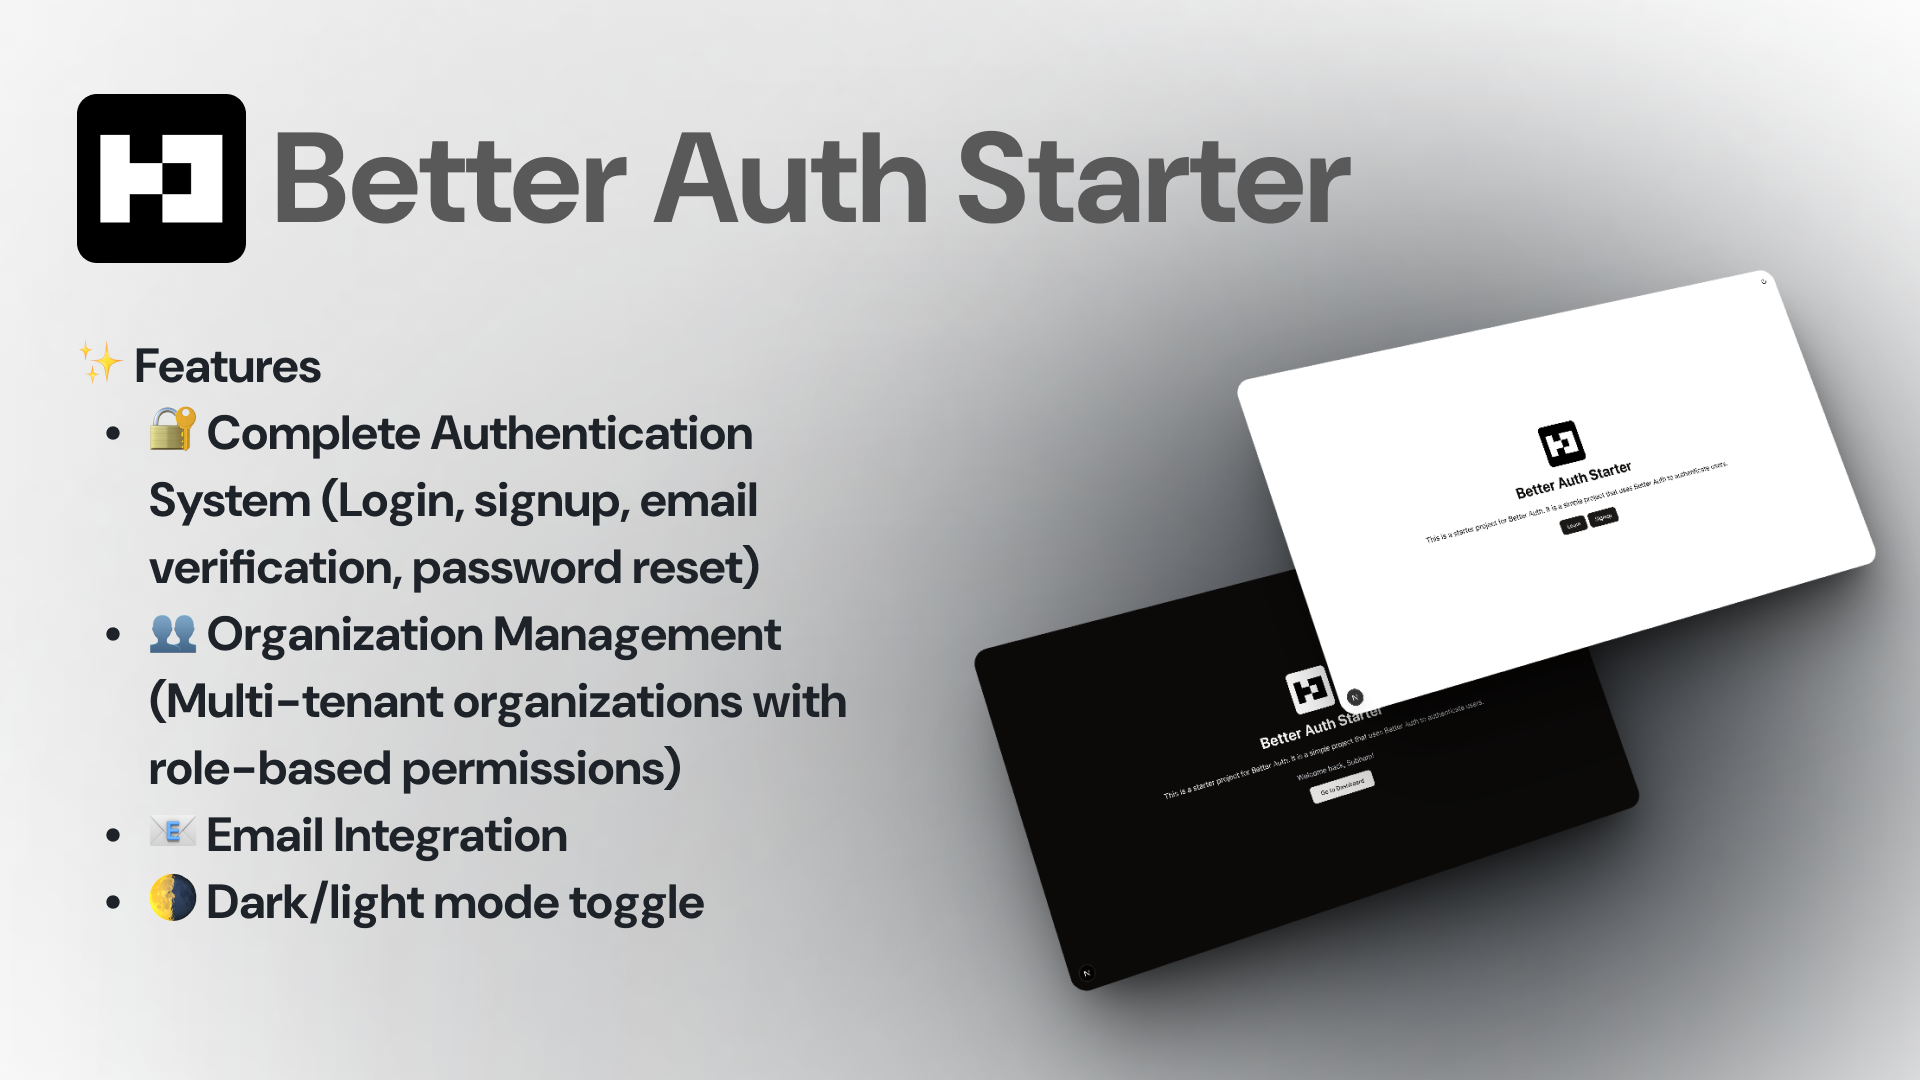 Better Auth Starter
✨ Features
• 🔐 Complete Authentication
System (Login, signup, email
verification, password reset)
• 👥 Organization Management
(Multi-tenant organizations with
role-based permissions)
• 📧 Email Integration
• 🌗 Dark/light mode toggle
Better Auth Starter
This is a starter project for Better Auth. It is a simple project that uses Better Auth to authenticate users.
Login Signup
N
Better Auth Starter
This is a starter project for Better Auth. It is a simple project that uses Better Auth to authenticate users.
Welcome back, Subham!
Go to Dashboard
N